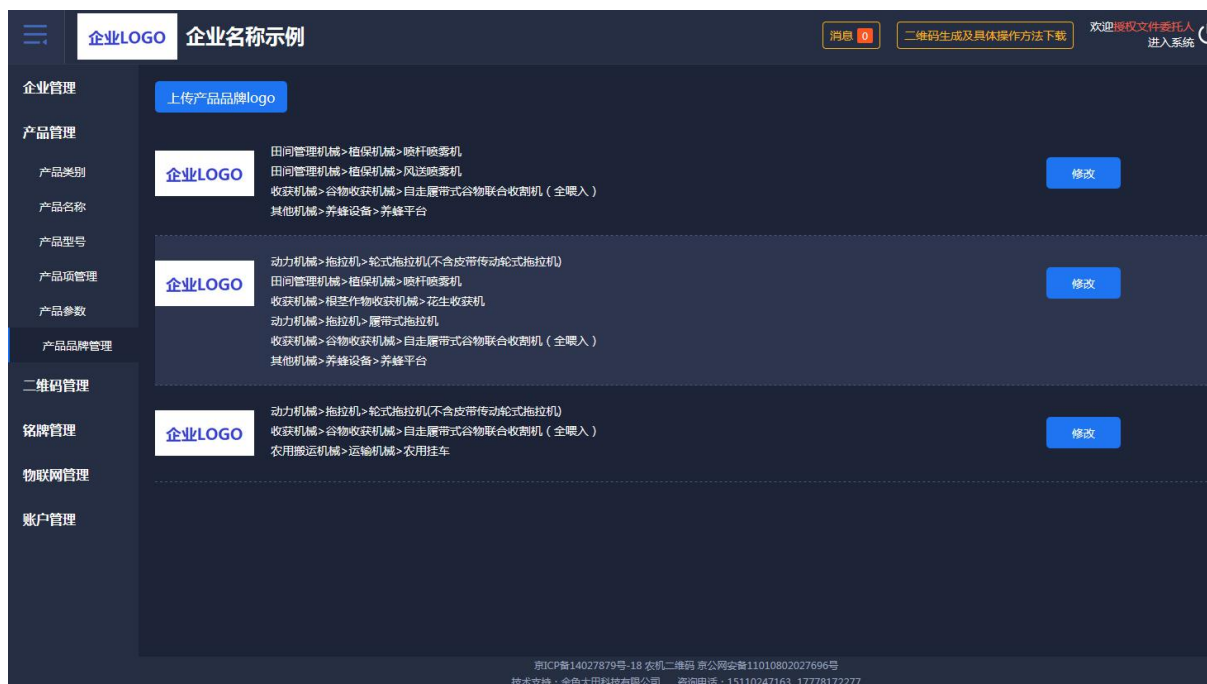 企业LOGO 企业名称示例 消息 0 二维码生成及具体操作方法下载 欢迎授权文件委托人
进入系统
企业管理
产品管理
产品类别
产品名称
产品型号
产品项管理
产品参数
产品品牌管理
二维码管理
铭牌管理
物联网管理
账户管理
上传产品品牌logo
企业LOGO
田间管理机械>植保机械>喷杆喷雾机
田间管理机械>植保机械>风送喷雾机
收获机械>谷物收获机械>自走履带式谷物联合收割机（全喂入）
其他机械>养蜂设备>养蜂平台
修改
企业LOGO
动力机械>拖拉机>轮式拖拉机(不含皮带传动轮式拖拉机)
田间管理机械>植保机械>喷杆喷雾机
收获机械>根茎作物收获机械>花生收获机
动力机械>拖拉机>履带式拖拉机
收获机械>谷物收获机械>自走履带式谷物联合收割机（全喂入）
其他机械>养蜂设备>养蜂平台
修改
企业LOGO
动力机械>拖拉机>轮式拖拉机(不含皮带传动轮式拖拉机)
收获机械>谷物收获机械>自走履带式谷物联合收割机（全喂入）
农用搬运机械>运输机械>农用挂车
修改
京ICP备14027879号-18 农机二维码 京公网安备11010802027696号
技术支持：金色大田科技有限公司 咨询电话：15110247163 17778172277